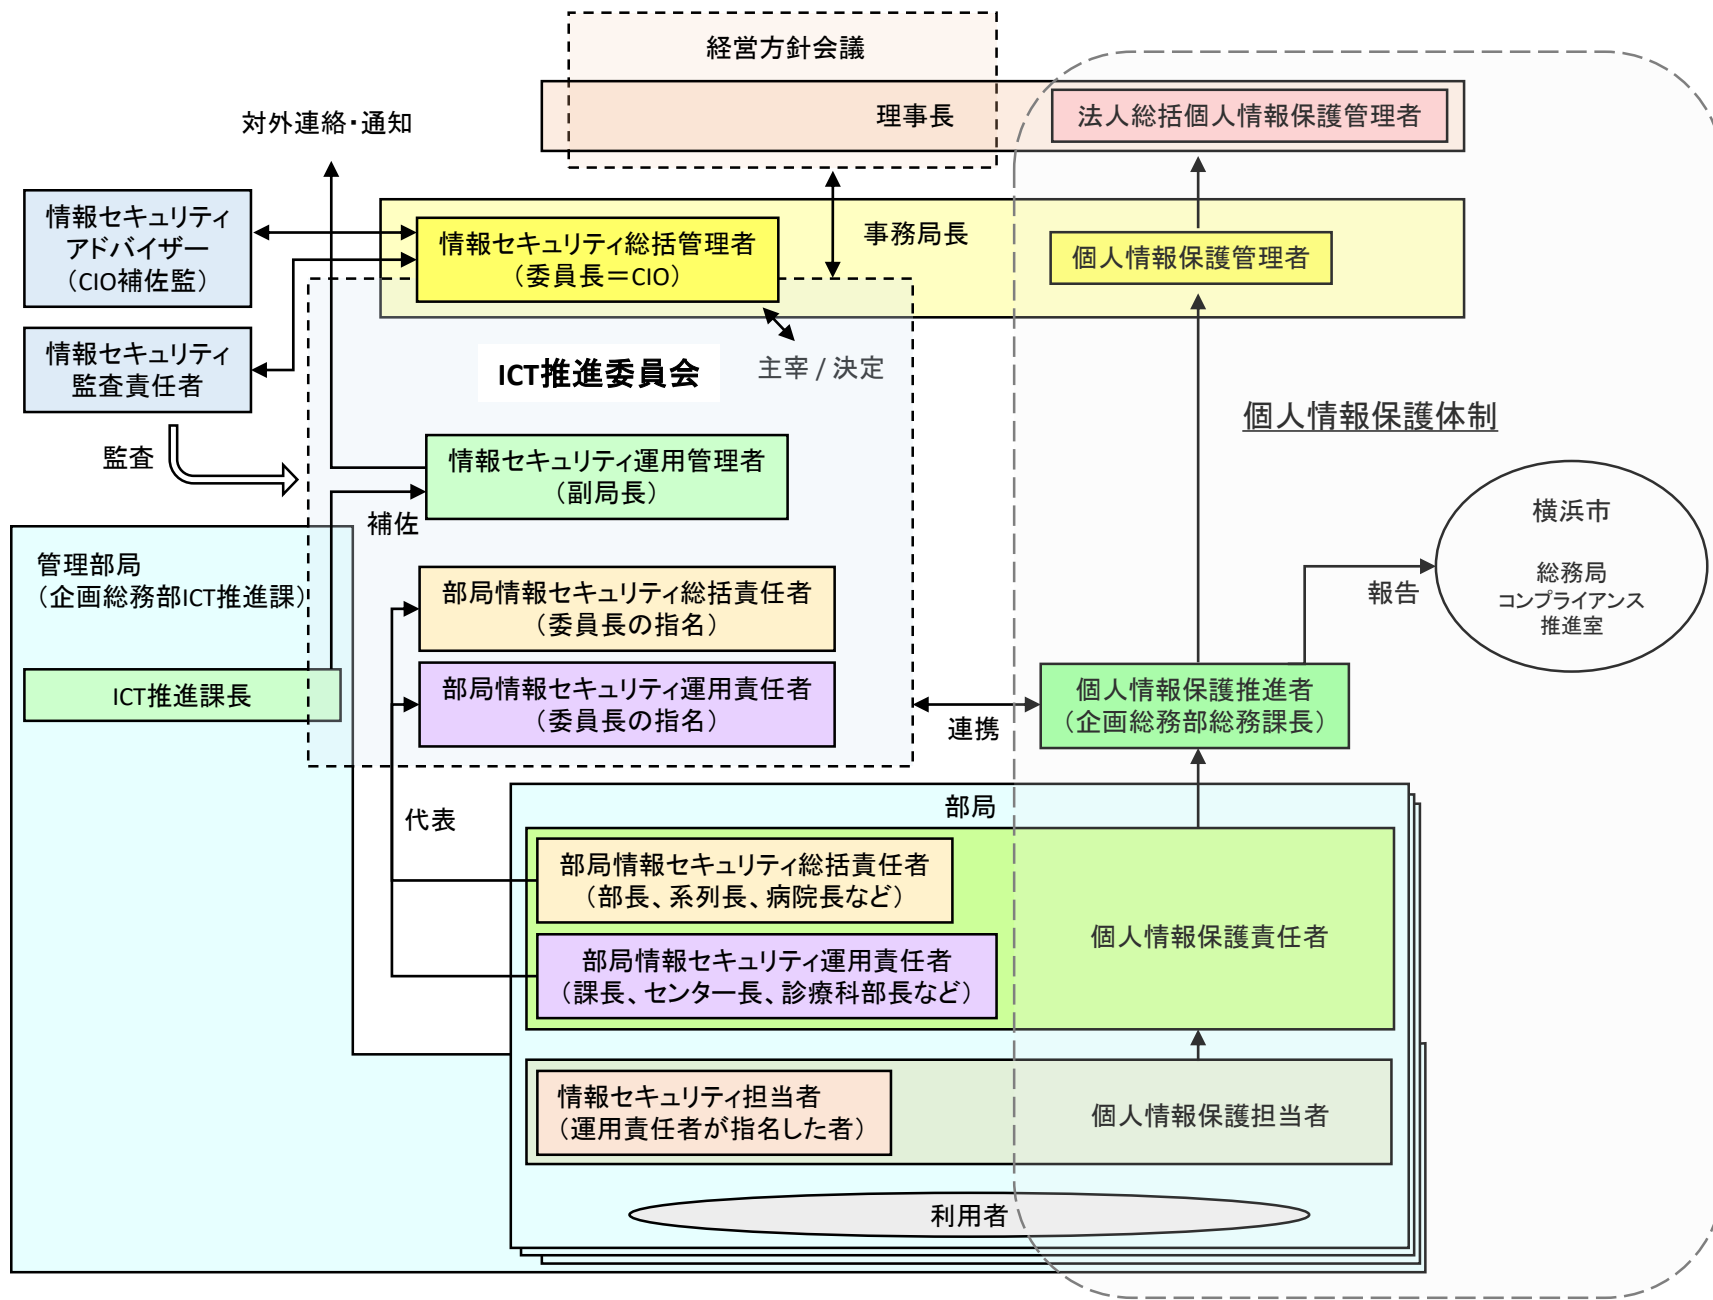 経営方針会議
理事長
法人総括個人情報保護管理者
対外連絡・通知
情報セキュリティ
アドバイザー
（CIO補佐監）
情報セキュリティ総括管理者
（委員長＝CIO）
事務局長
個人情報保護管理者
情報セキュリティ
監査責任者
ICT推進委員会
主宰 / 決定
個人情報保護体制
監査
情報セキュリティ運用管理者
（副局長）
補佐
横浜市
総務局
コンプライアンス
推進室
報告
管理部局
（企画総務部ICT推進課）
部局情報セキュリティ総括責任者
（委員長の指名）
ICT推進課長
部局情報セキュリティ運用責任者
（委員長の指名）
連携
個人情報保護推進者
（企画総務部総務課長）
代表
部局
部局情報セキュリティ総括責任者
（部長、系列長、病院長など）
個人情報保護責任者
部局情報セキュリティ運用責任者
（課長、センター長、診療科部長など）
情報セキュリティ担当者
（運用責任者が指名した者）
個人情報保護担当者
利用者